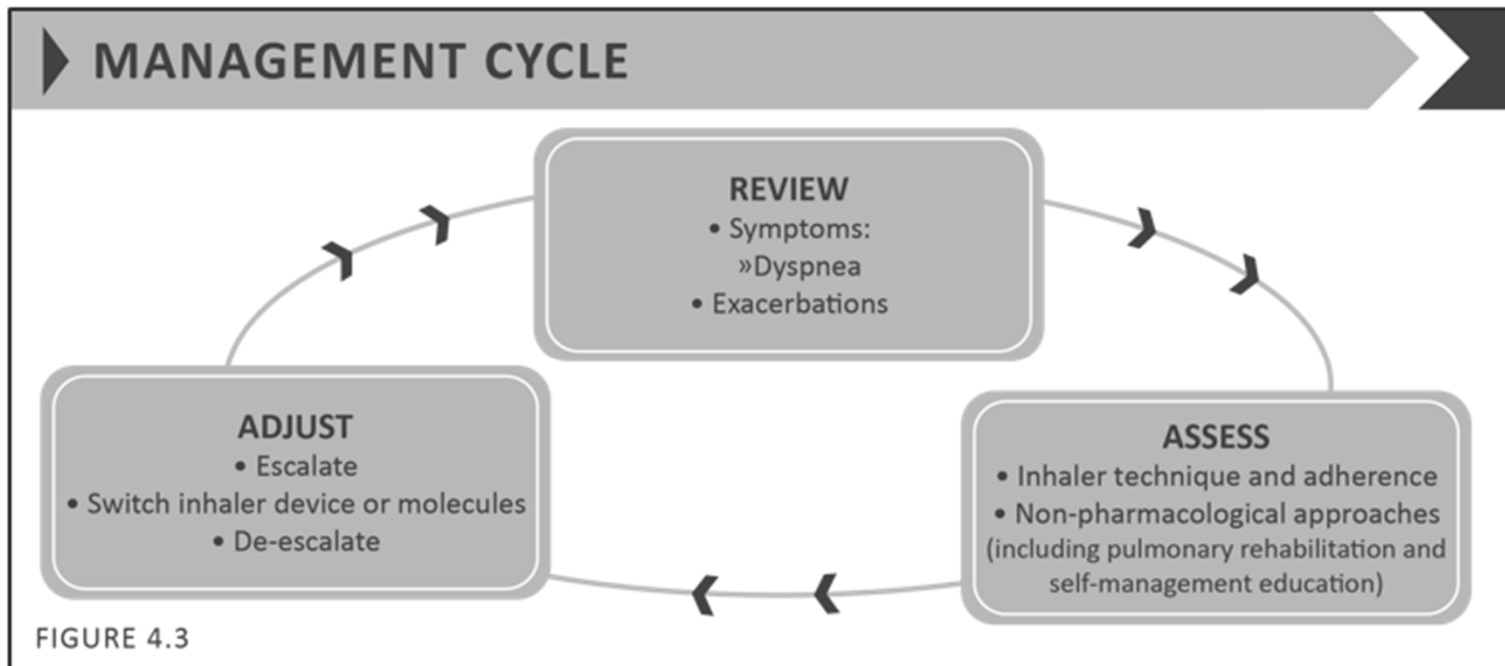 MANAGEMENT CYCLE
REVIEW
• Symptoms:
»Dyspnea
• Exacerbations
ASSESS
• Inhaler technique and adherence
• Non-pharmacological approaches
(including pulmonary rehabilitation and
self-management education)
ADJUST
• Escalate
• Switch inhaler device or molecules
• De-escalate
FIGURE 4.3